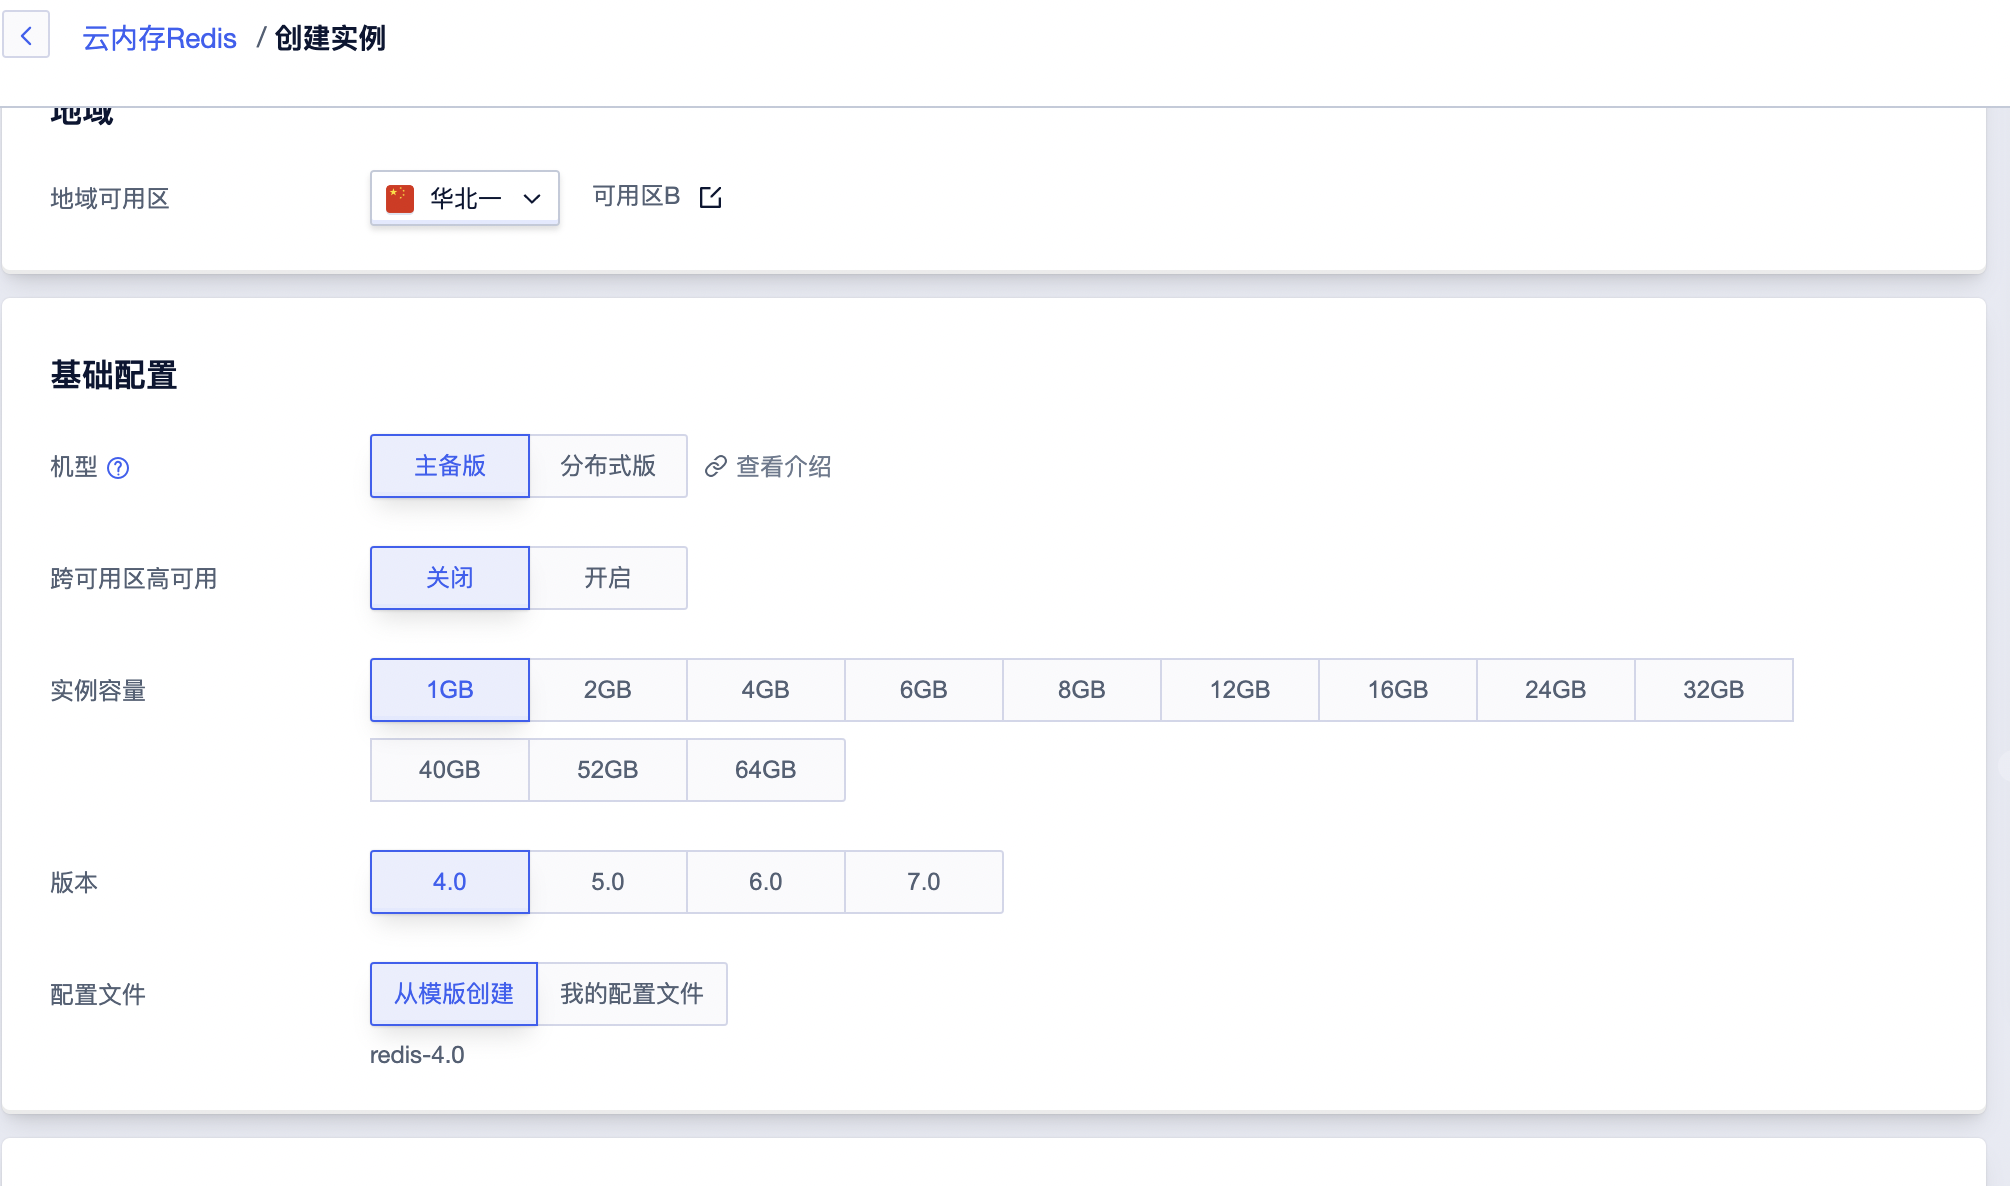 云内存Redis / 创建实例
地域
地域可用区 华北一 可用区B
基础配置
机型 主备版 分布式版 查看介绍
跨可用区高可用 关闭 开启
实例容量 1GB 2GB 4GB 6GB 8GB 12GB 16GB 24GB 32GB
40GB 52GB 64GB
版本 4.0 5.0 6.0 7.0
配置文件 从模版创建 我的配置文件
redis-4.0